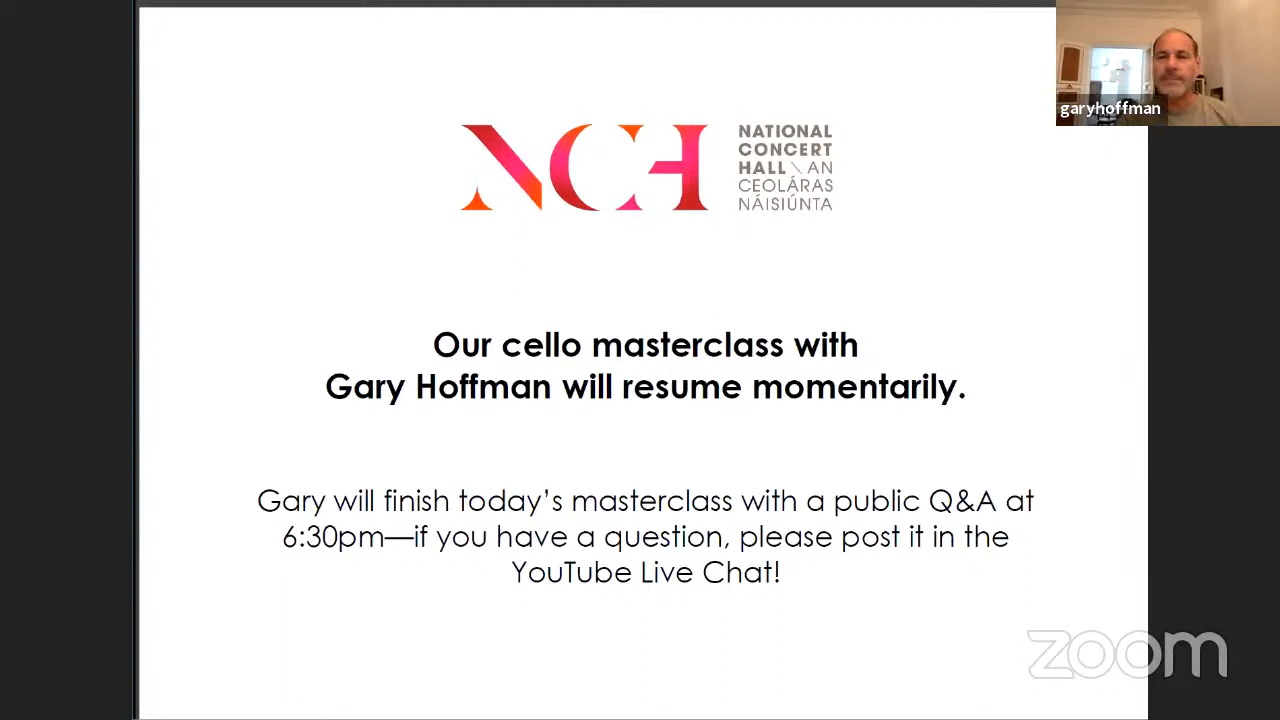 garyhoffman
NCH
NATIONAL
CONCERT
HALL \ AN
CEOLÁRAS
NÁISIÚNTA
Our cello masterclass with
Gary Hoffman will resume momentarily.
Gary will finish today’s masterclass with a public Q&A at
6:30pm—if you have a question, please post it in the
YouTube Live Chat!
zoom